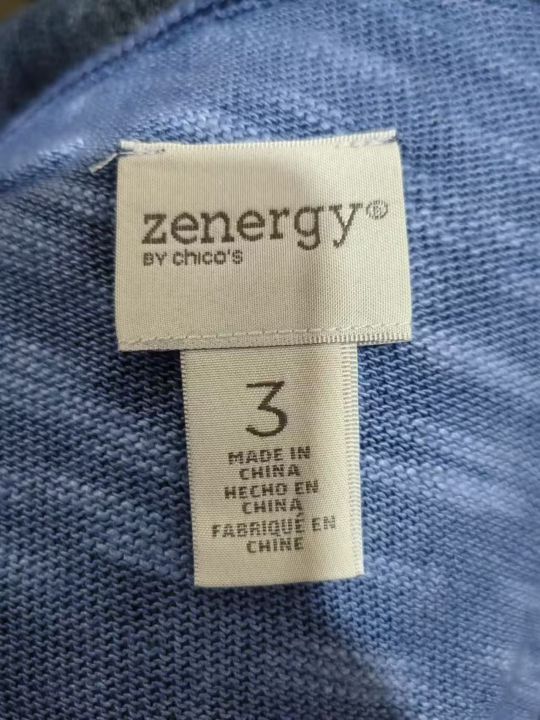 zenergy®
BY chico's
3
MADE IN
CHINA
HECHO EN
CHINA
FABRIQUÉ EN
CHINE